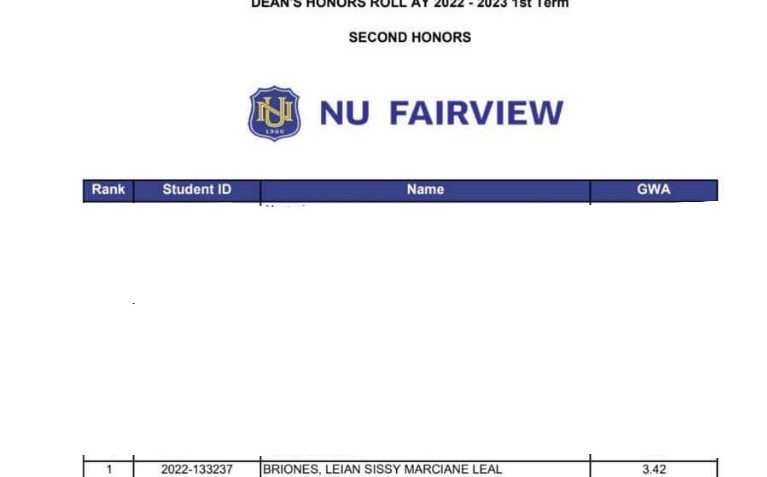 DEAN'S HONORS ROLL AY 2022 - 2023 1st Term
SECOND HONORS
NU 1900 NU FAIRVIEW
Rank Student ID Name GWA
1 2022-133237 BRIONES, LEIAN SISSY MARCIANE LEAL 3.42